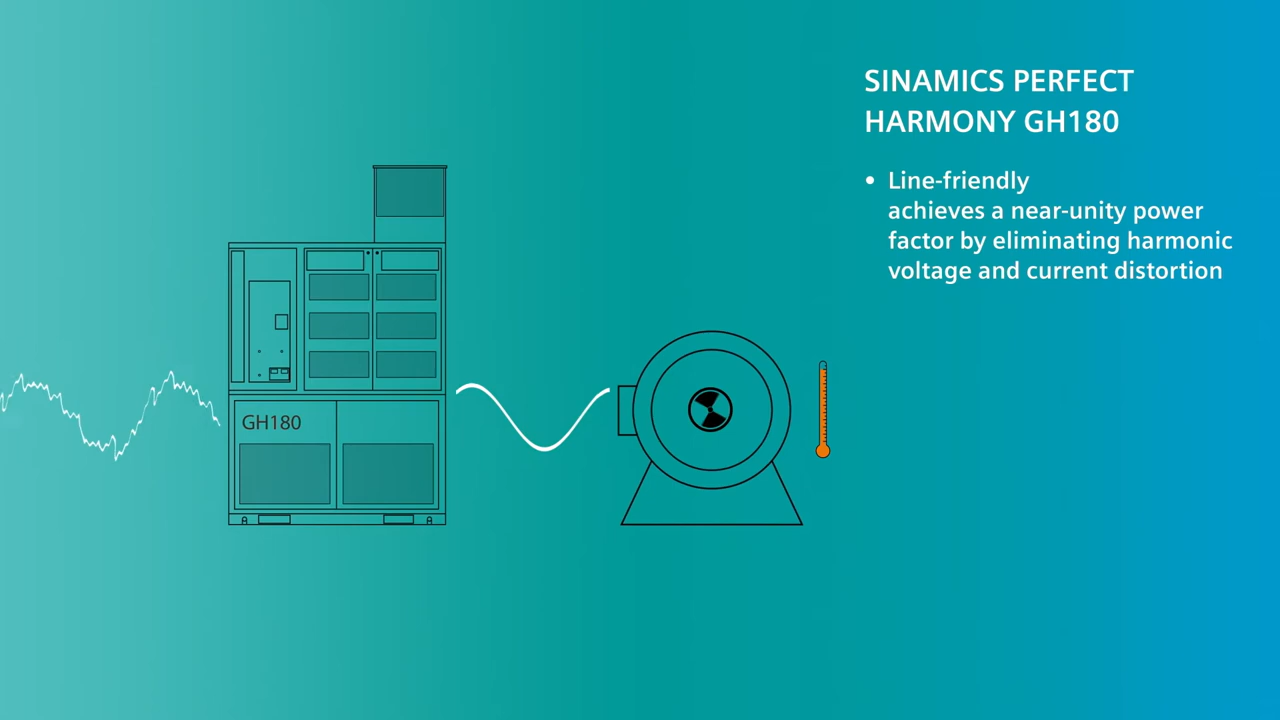 SINAMICS PERFECT
HARMONY GH180
• Line-friendly
achieves a near-unity power
factor by eliminating harmonic
voltage and current distortion
GH180